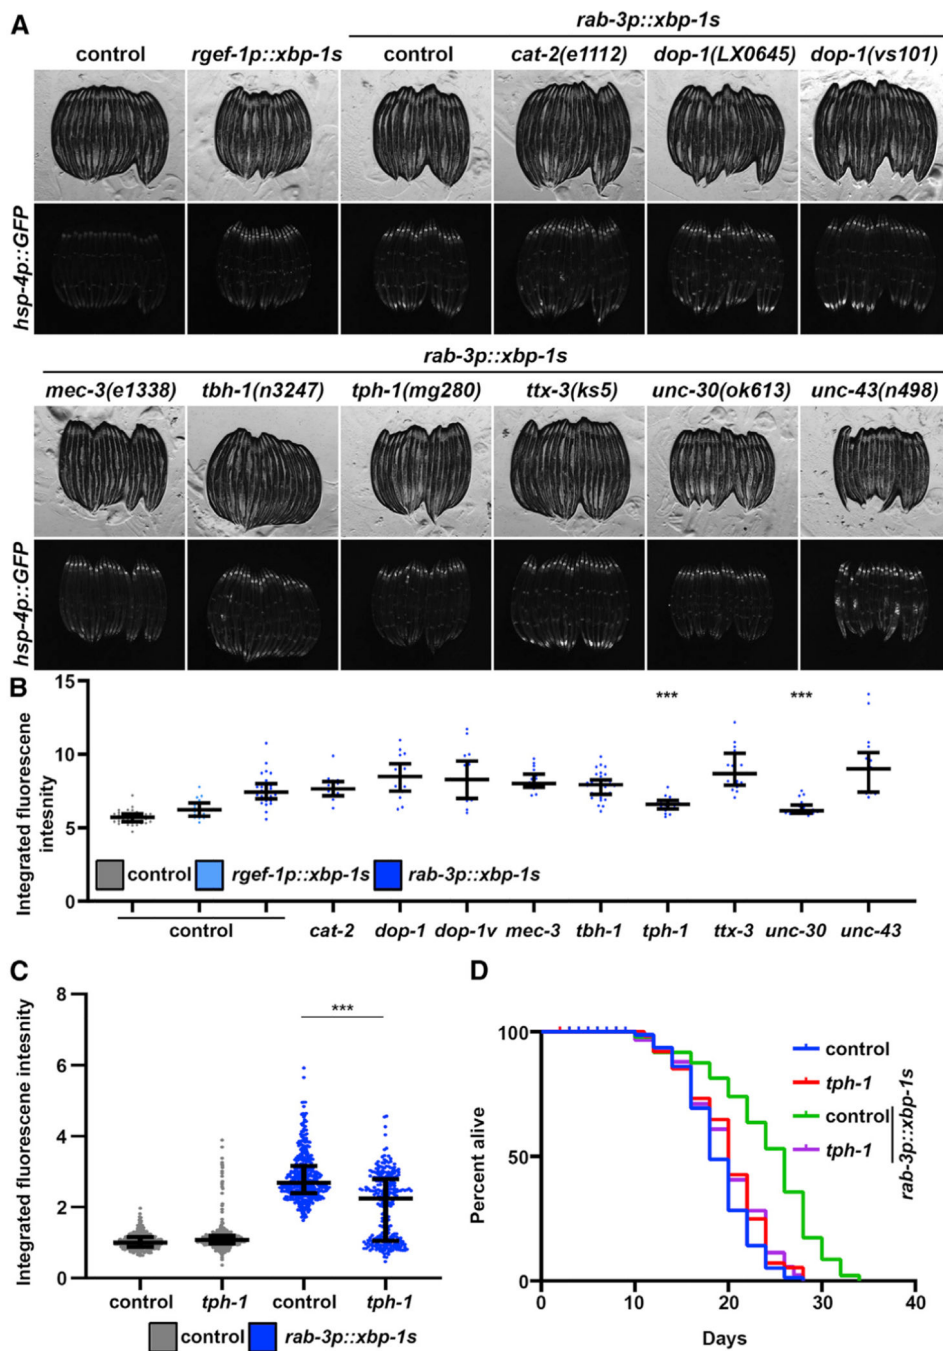 A
rab-3p::xbp-1s
control rgef-1p::xbp-1s control cat-2(e1112) dop-1(LX0645) dop-1(vs101)
hsp-4p::GFP
rab-3p::xbp-1s
mec-3(e1338) tbh-1(n3247) tph-1(mg280) ttx-3(ks5) unc-30(ok613) unc-43(n498)
hsp-4p::GFP
B
Integrated fluorescene
intesnity
15
10
5
0
*** ***
control rgef-1p::xbp-1s rab-3p::xbp-1s
control cat-2 dop-1 dop-1v mec-3 tbh-1 tph-1 ttx-3 unc-30 unc-43
C
Integrated fluorescene intesnity
8
6
4
2
0
***
control tph-1 control tph-1
control rab-3p::xbp-1s
D
Percent alive
100
50
0
control
tph-1
control
tph-1
rab-3p::xbp-1s
0 10 20 30 40
Days